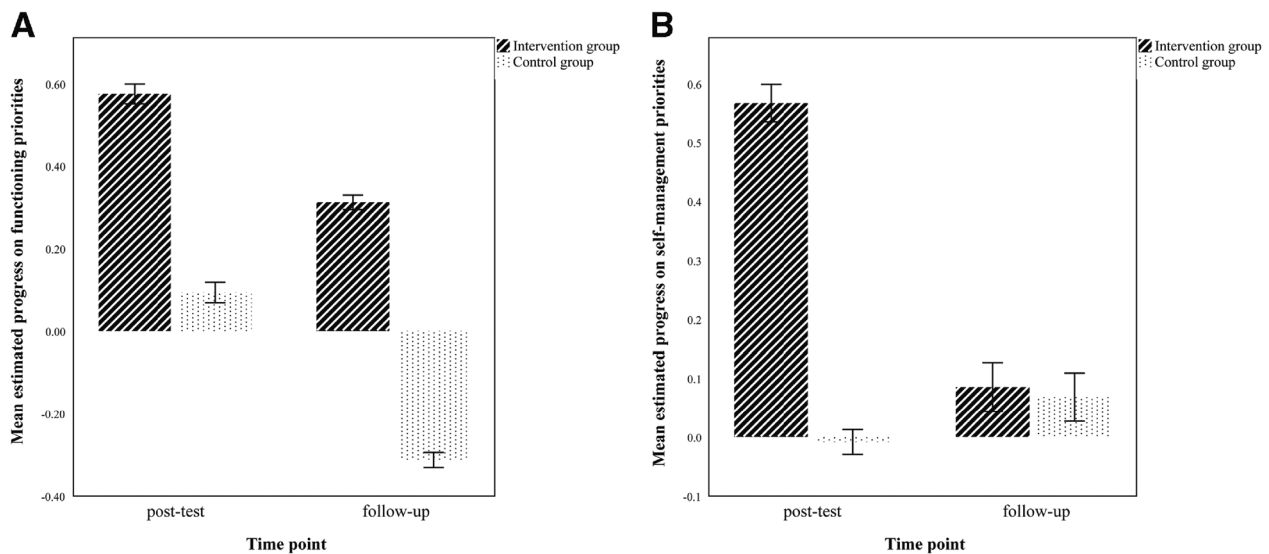 A
Mean estimated progress on functioning priorities
0.60
0.40
0.20
0.00
-0.20
-0.40
post-test
follow-up
Time point
Intervention group
Control group
B
Mean estimated progress on self-management priorities
0.6
0.5
0.4
0.3
0.2
0.1
0.0
-0.1
post-test
follow-up
Time point
Intervention group
Control group